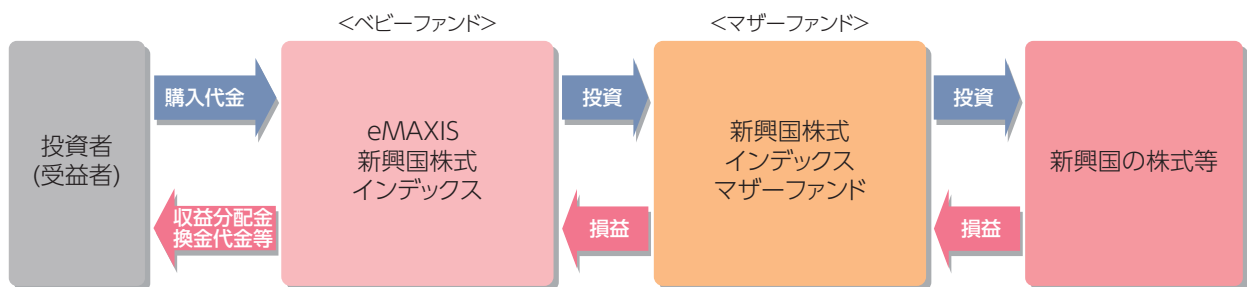 <ベビーファンド>
<マザーファンド>
投資者
(受益者)
購入代金
収益分配金
換金代金等
eMAXIS
新興国株式
インデックス
投資
損益
新興国株式
インデックス
マザーファンド
投資
損益
新興国の株式等